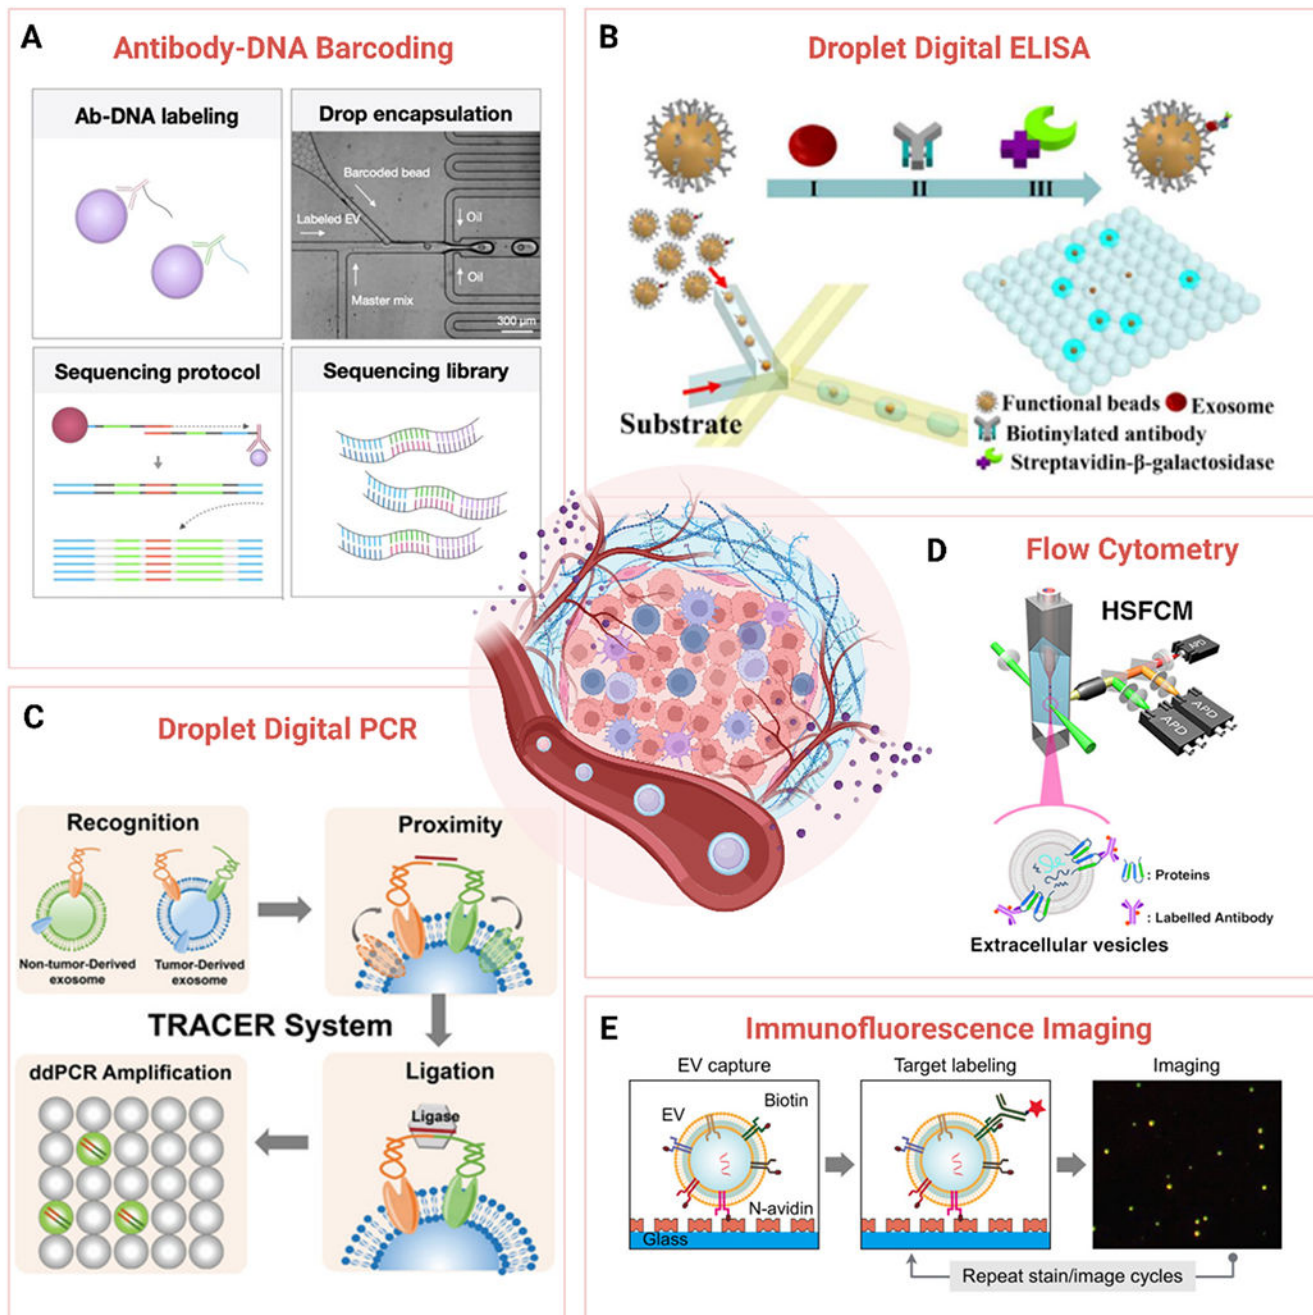 A
Antibody-DNA Barcoding
Ab-DNA labeling
Drop encapsulation
Barcoded bead
Labeled EV
Oil
Oil
Master mix
300 µm
Sequencing protocol
Sequencing library
B
Droplet Digital ELISA
I
II
III
Substrate
Functional beads
Exosome
Biotinylated antibody
Streptavidin-β-galactosidase
C
Droplet Digital PCR
Recognition
Non-tumor-Derived
exosome
Tumor-Derived
exosome
Proximity
TRACER System
ddPCR Amplification
Ligation
Ligase
D
Flow Cytometry
HSFCM
APD
APD
APD
: Proteins
: Labelled Antibody
Extracellular vesicles
E
Immunofluorescence Imaging
EV capture
Target labeling
Imaging
EV
Biotin
N-avidin
Glass
Repeat stain/image cycles